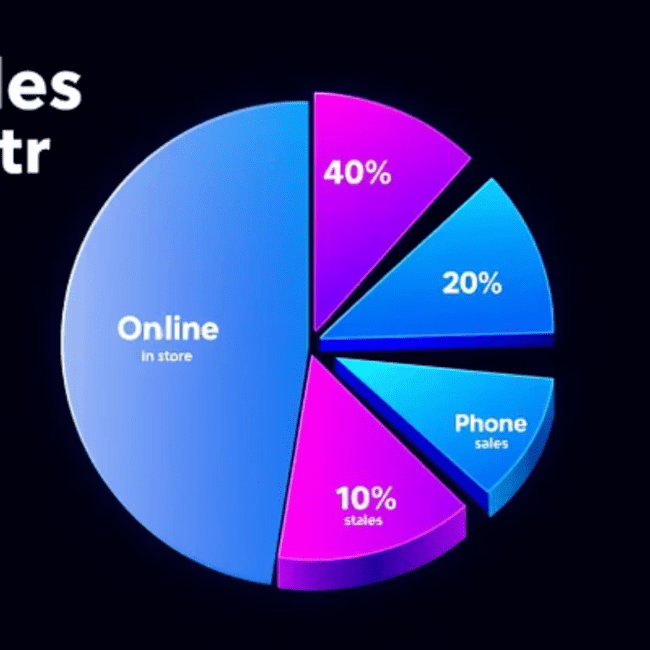 les
tr
40%
20%
Online
in store
Phone
sales
10%
stales